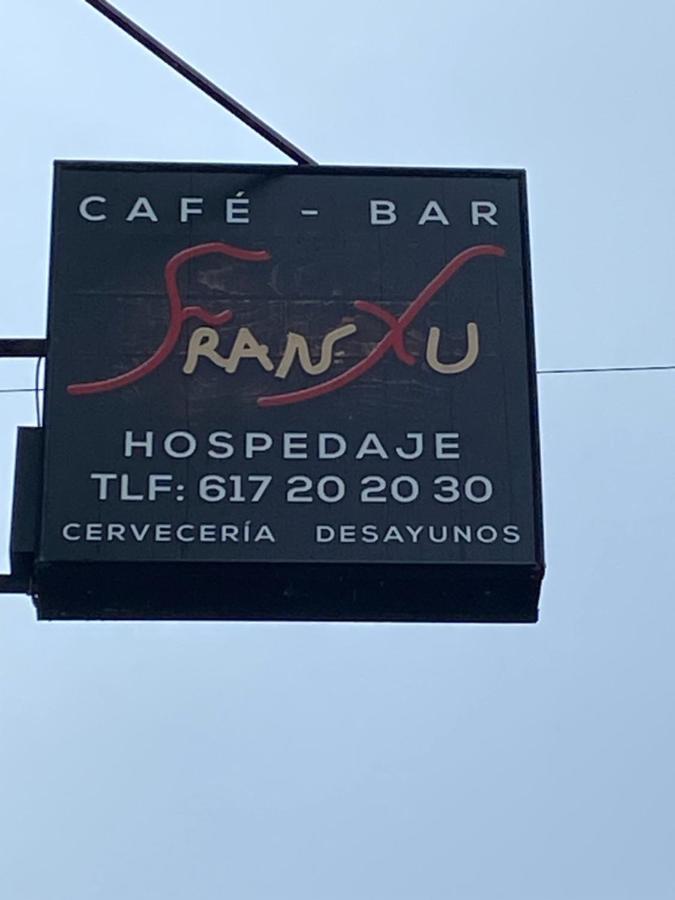 CAFÉ - BAR
FRANXU
HOSPEDAJE
TLF: 617 20 20 30
CERVECERÍA DESAYUNOS